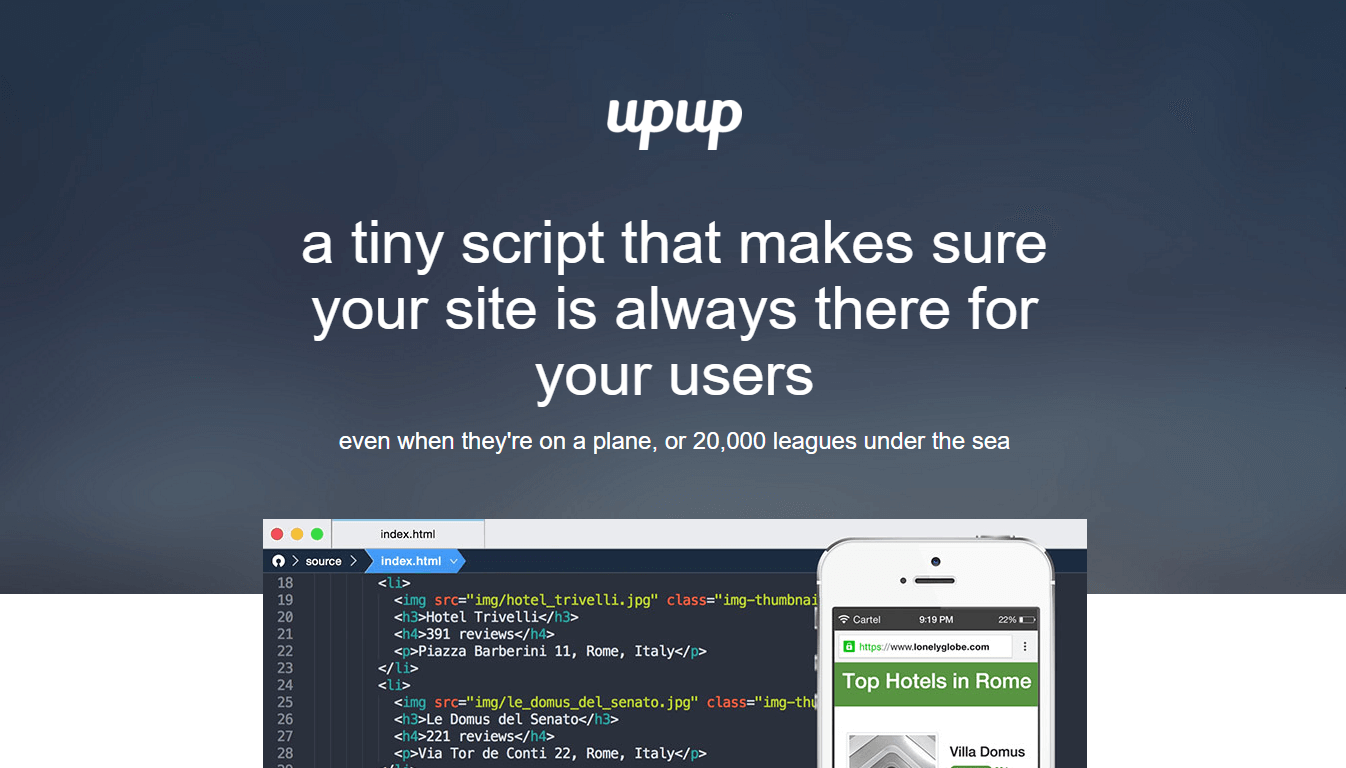 upup
a tiny script that makes sure
your site is always there for
your users
even when they're on a plane, or 20,000 leagues under the sea
index.html
source index.html
18 <li>
19 <img src="img/hotel_trivelli.jpg" class="img-thumbnai
20 <h3>Hotel Trivelli</h3>
21 <h4>391 reviews</h4>
22 <p>Piazza Barberini 11, Rome, Italy</p>
23 </li>
24 <li>
25 <img src="img/le_domus_del_senato.jpg" class="img-thu
26 <h3>Le Domus del Senato</h3>
27 <h4>221 reviews</h4>
28 <p>Via Tor de Conti 22, Rome, Italy</p>
Cartel 9:19 PM 22%
https://www.lonelyglobe.com
Top Hotels in Rome
Villa Domus